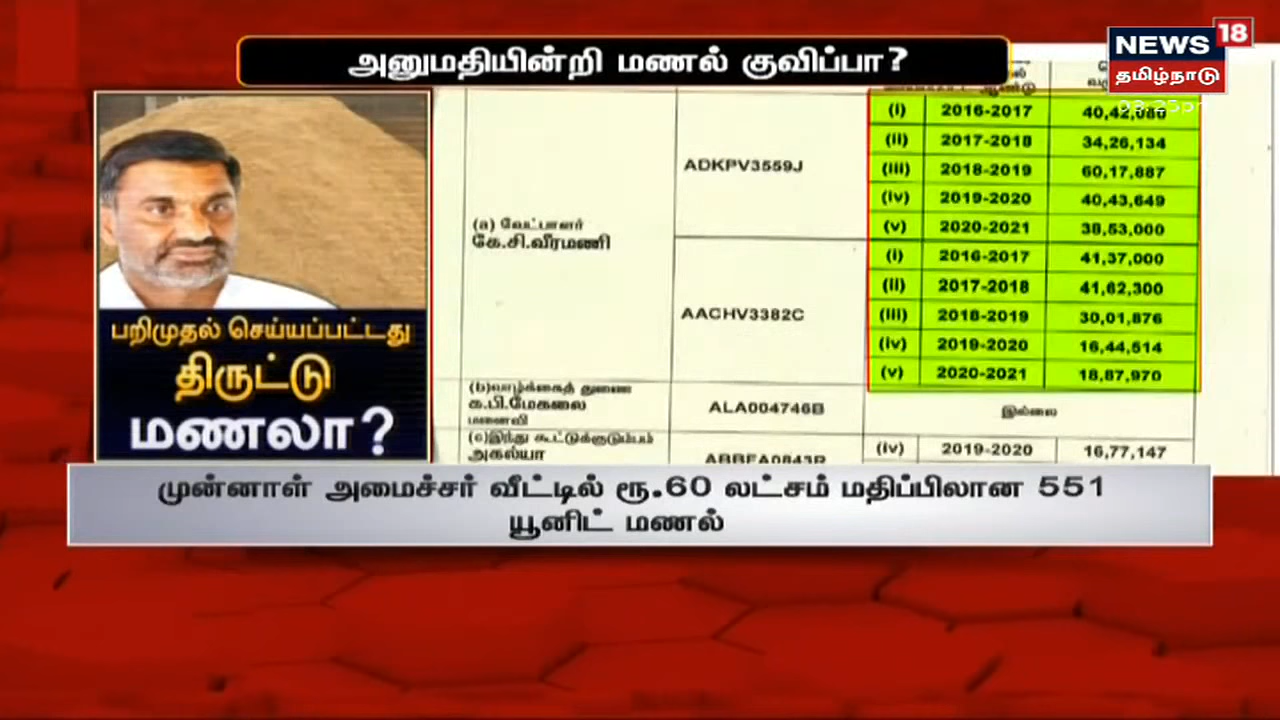 அனுமதியின்றி மணல் குவிப்பா?
NEWS 18
தமிழ்நாடு
பறிமுதல் செய்யப்பட்டது
திருட்டு
மணலா?
(a) வேட்பாளர்
கே.சி.வீரமணி
ADKPV3559J
(i) 2016-2017 40,42,080
(ii) 2017-2018 34,26,134
(iii) 2018-2019 60,17,887
(iv) 2019-2020 40,43,649
(v) 2020-2021 38,53,000
AACHV3382C
(i) 2016-2017 41,37,000
(ii) 2017-2018 41,62,300
(iii) 2018-2019 30,01,876
(iv) 2019-2020 16,44,514
(v) 2020-2021 18,87,970
(b)வாழ்க்கைத் துணை
க.பி.மேகலை
மனைவி
ALA004746B
இல்லை
(c)இந்து கூட்டுக்குடும்பம்
அகல்யா
(iv) 2019-2020 16,77,147
முன்னாள் அமைச்சர் வீட்டில் ரூ.60 லட்சம் மதிப்பிலான 551
யூனிட் மணல்